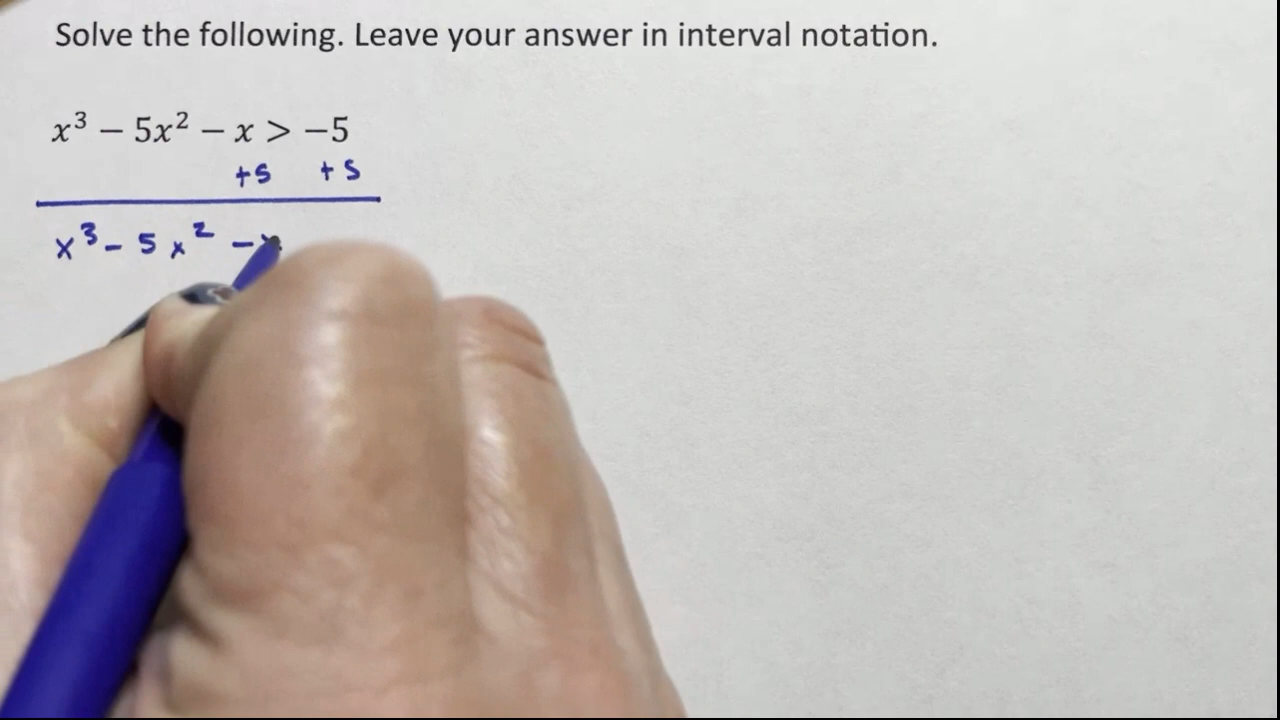 Solve the following. Leave your answer in interval notation.
x³ − 5x² − x > −5
+5 +5
x³ - 5x² -